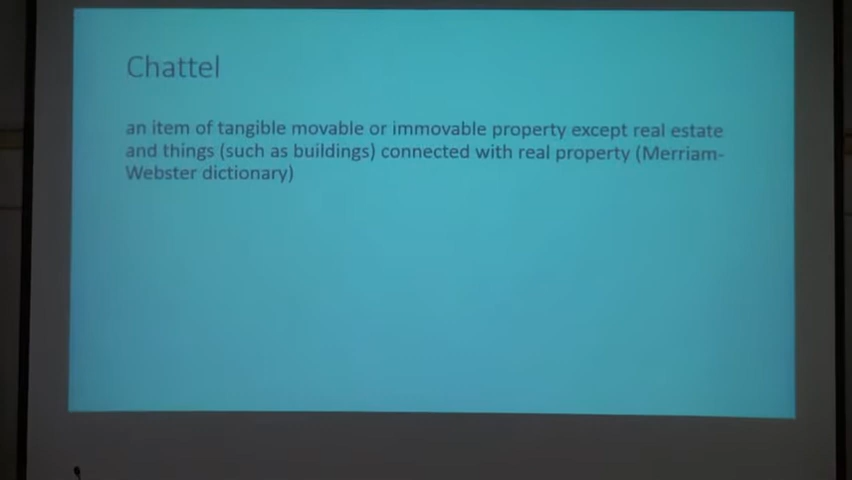 Chattel
an item of tangible movable or immovable property except real estate
and things (such as buildings) connected with real property (Merriam-
Webster dictionary)